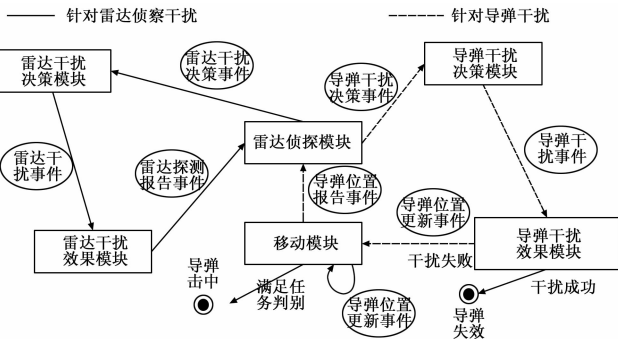 针对雷达侦察干扰
针对导弹干扰
雷达干扰
决策模块
雷达干扰
决策事件
导弹干扰
决策事件
导弹干扰
决策模块
雷达侦探模块
雷达干
扰事件
雷达探测
报告事件
导弹位置
报告事件
导弹位置
更新事件
导弹干
扰事件
雷达干扰
效果模块
移动模块
导弹干扰
效果模块
干扰失败
导弹
击中
满足任
务判别
导弹位置
更新事件
干扰成功
导弹
失效